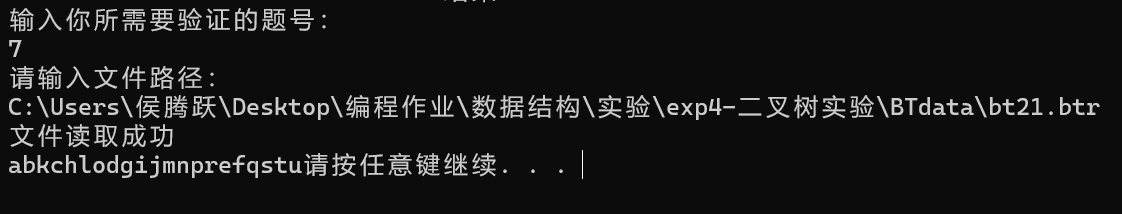 输入你所需要验证的题号:
7
请输入文件路径:
C:\Users\侯腾跃\Desktop\编程作业\数据结构\实验\exp4-二叉树实验\BTdata\bt21.btr
文件读取成功
abkchlodgijmnprefqstu请按任意键继续. . .